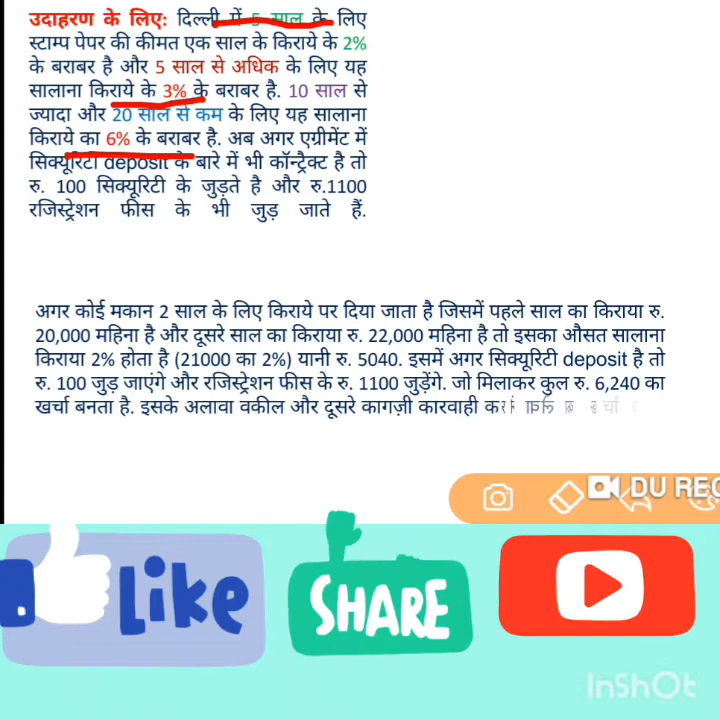 उदाहरण के लिए: दिल्ली में 5 साल के लिए
स्टाम्प पेपर की कीमत एक साल के किराये के 2%
के बराबर है और 5 साल से अधिक के लिए यह
सालाना किराये के 3% के बराबर है. 10 साल से
ज्यादा और 20 साल से कम के लिए यह सालाना
किराये का 6% के बराबर है. अब अगर एग्रीमेंट में
सिक्यूरिटी deposit के बारे में भी कॉन्ट्रैक्ट है तो
रु. 100 सिक्यूरिटी के जुड़ते है और रु.1100
रजिस्ट्रेशन फीस के भी जुड़ जाते हैं.
अगर कोई मकान 2 साल के लिए किराये पर दिया जाता है जिसमें पहले साल का किराया रु.
20,000 महिना है और दूसरे साल का किराया रु. 22,000 महिना है तो इसका औसत सालाना
किराया 2% होता है (21000 का 2%) यानी रु. 5040. इसमें अगर सिक्यूरिटी deposit है तो
रु. 100 जुड़ जाएंगे और रजिस्ट्रेशन फीस के रु. 1100 जुड़ेंगे. जो मिलाकर कुल रु. 6,240 का
खर्चा बनता है. इसके अलावा वकील और दूसरे कागज़ी कारवाही
DU REC
Like
SHARE
InShOt